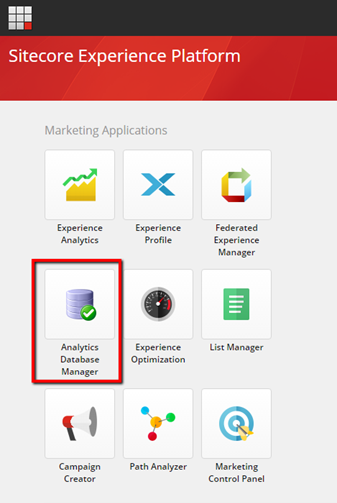 Sitecore Experience Platform
Marketing Applications
Experience
Analytics
Experience
Profile
Federated
Experience
Manager
Analytics
Database
Manager
Experience
Optimization
List Manager
Campaign
Creator
Path Analyzer
Marketing
Control Panel